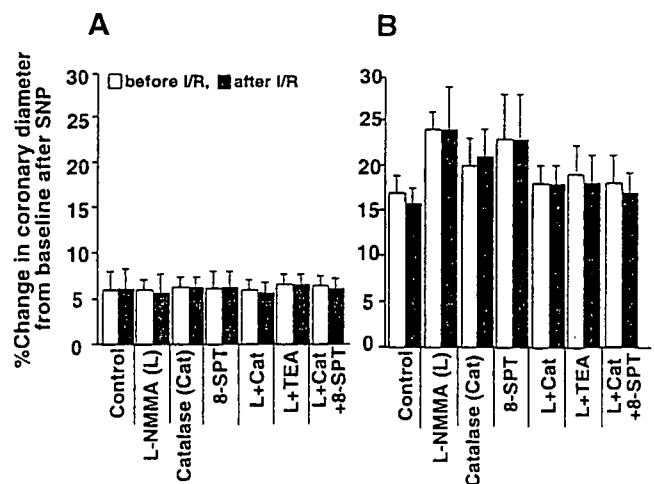 A
B
%Change in coronary diameter
from baseline after SNP
30
25
20
15
10
5
0
before I/R, after I/R
Control
L-NMMA (L)
Catalase (Cat)
8-SPT
L+Cat
L+TEA
L+Cat
+8-SPT
30
25
20
15
10
5
0
Control
L-NMMA (L)
Catalase (Cat)
8-SPT
L+Cat
L+TEA
L+Cat
+8-SPT